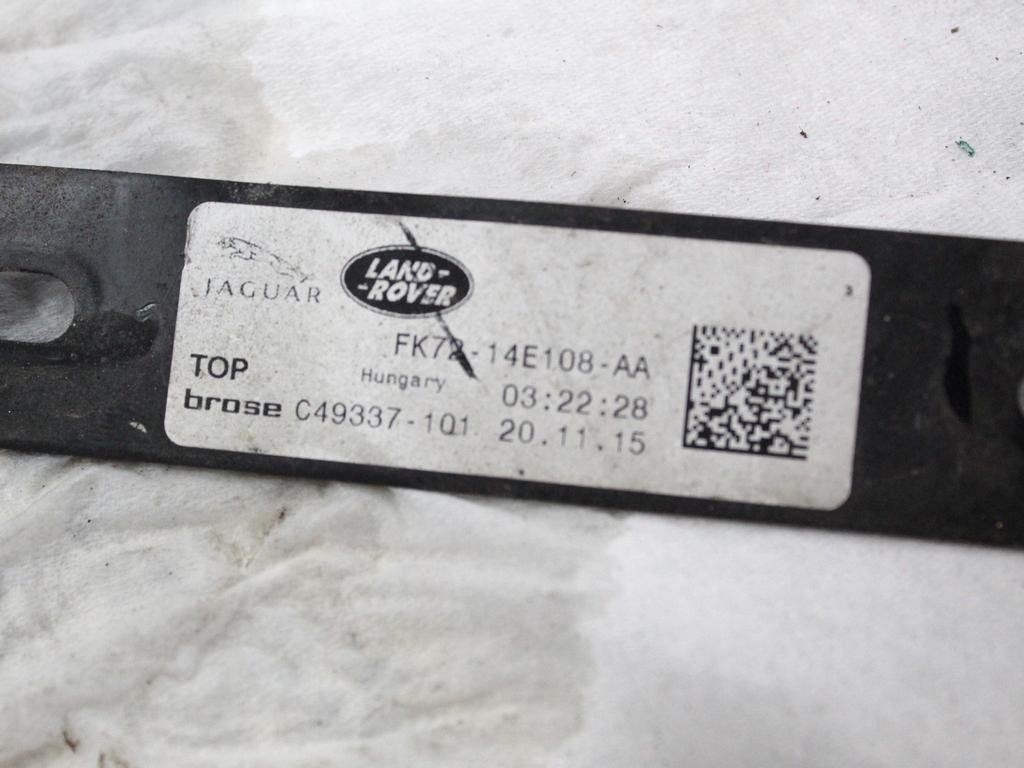 JAGUAR
LAND-
-ROVER
FK72-14E108-AA
TOP
Hungary 03:22:28
brose C49337-101 20.11.15